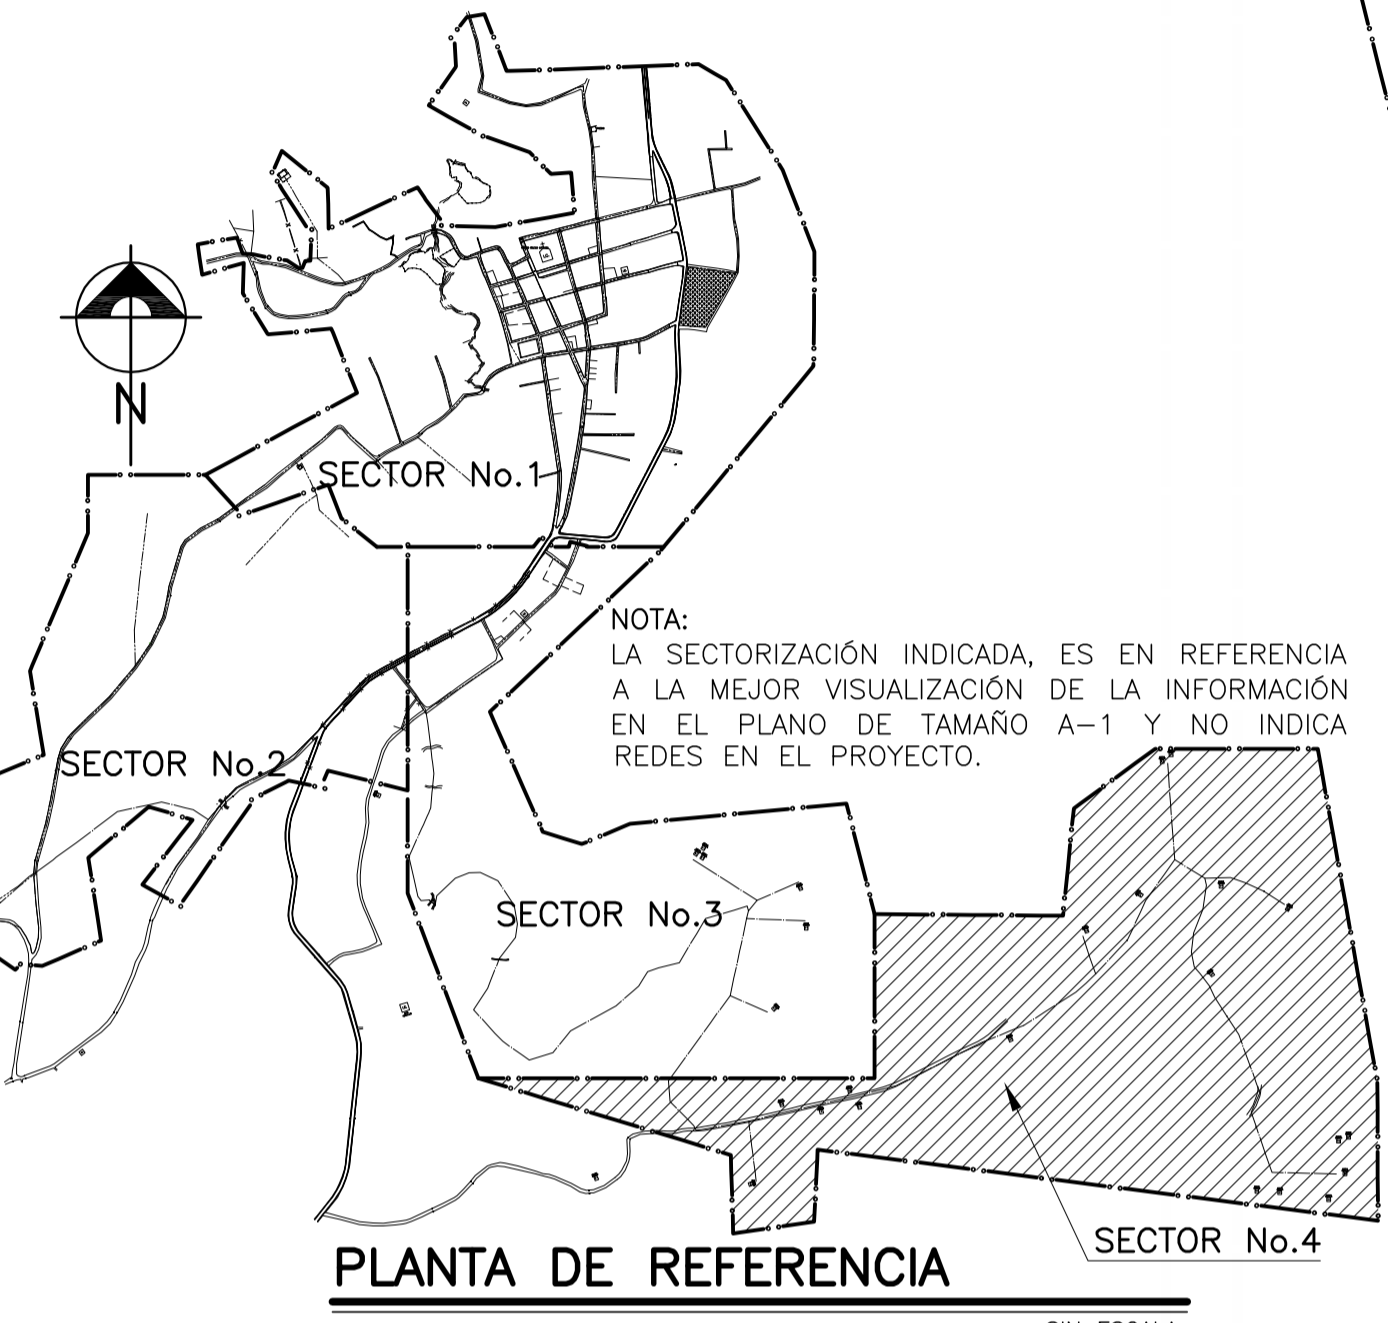 N
SECTOR No.1
NOTA:
LA SECTORIZACIÓN INDICADA, ES EN REFERENCIA
A LA MEJOR VISUALIZACIÓN DE LA INFORMACIÓN
EN EL PLANO DE TAMAÑO A-1 Y NO INDICA
REDES EN EL PROYECTO.
SECTOR No.2
SECTOR No.3
SECTOR No.4
PLANTA DE REFERENCIA